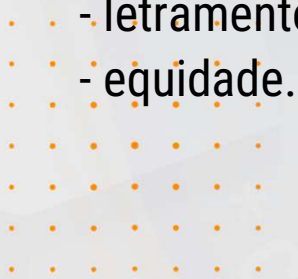 - letramento
- equidade.